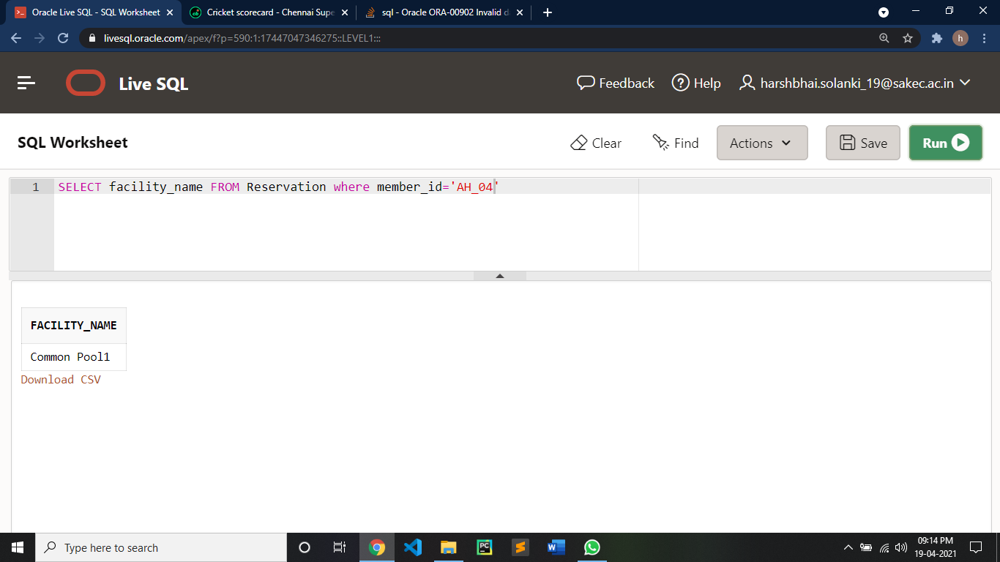 Oracle Live SQL - SQL Worksheet
Cricket scorecard - Chennai Supe
sql - Oracle ORA-00902 Invalid d
livesql.oracle.com/apex/f?p=590:1:17447047346275::LEVEL1:::
h
Live SQL
Feedback
Help
harshbhai.solanki_19@sakec.ac.in
SQL Worksheet
Clear
Find
Actions
Save
Run
1
SELECT facility_name FROM Reservation where member_id='AH_04'
FACILITY_NAME
Common Pool1
Download CSV
Type here to search
PC
W
09:14 PM
19-04-2021